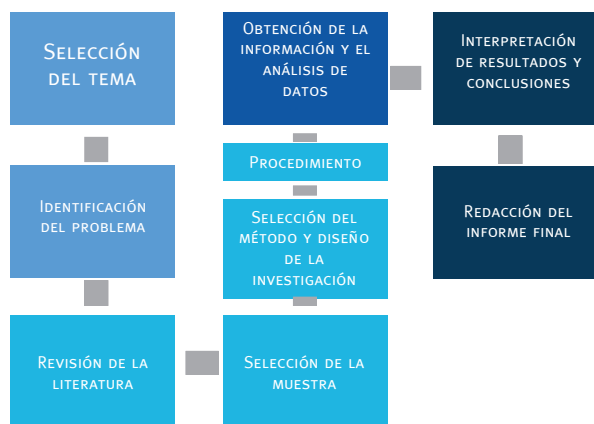 Selección
del tema
Identificación
del problema
Revisión de la
literatura
Selección de la
muestra
Selección del
método y diseño
de la
investigación
Procedimiento
Obtención de la
información y el
análisis de
datos
Interpretación
de resultados y
conclusiones
Redacción del
informe final